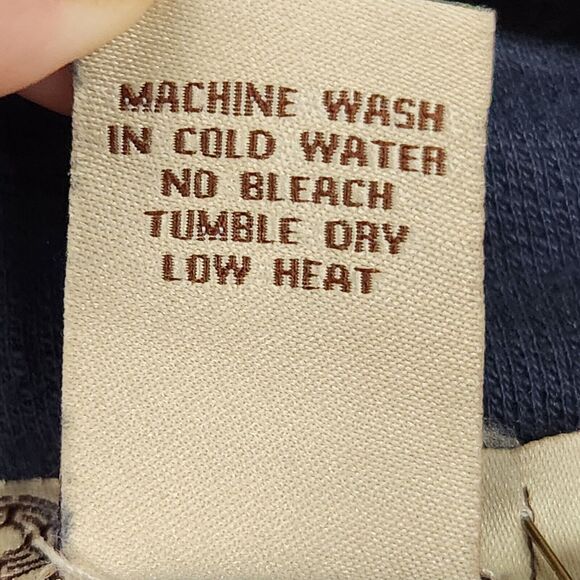 MACHINE WASH
IN COLD WATER
NO BLEACH
TUMBLE DRY
LOW HEAT